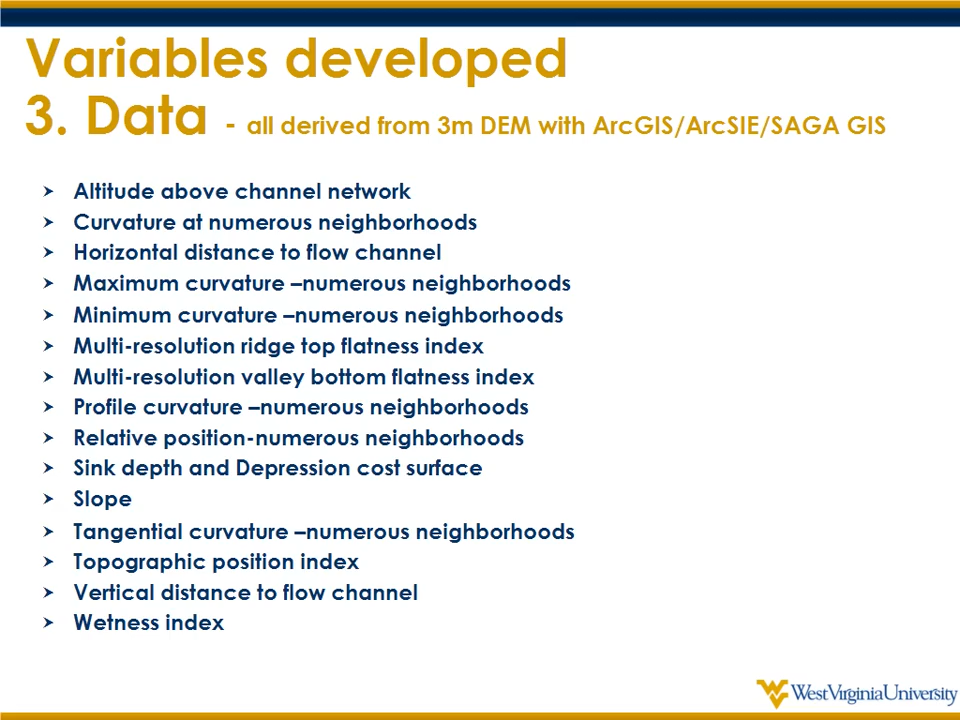 Variables developed
3. Data - all derived from 3m DEM with ArcGIS/ArcSIE/SAGA GIS
Altitude above channel network
Curvature at numerous neighborhoods
Horizontal distance to flow channel
Maximum curvature –numerous neighborhoods
Minimum curvature –numerous neighborhoods
Multi-resolution ridge top flatness index
Multi-resolution valley bottom flatness index
Profile curvature –numerous neighborhoods
Relative position-numerous neighborhoods
Sink depth and Depression cost surface
Slope
Tangential curvature –numerous neighborhoods
Topographic position index
Vertical distance to flow channel
Wetness index
WestVirginiaUniversity